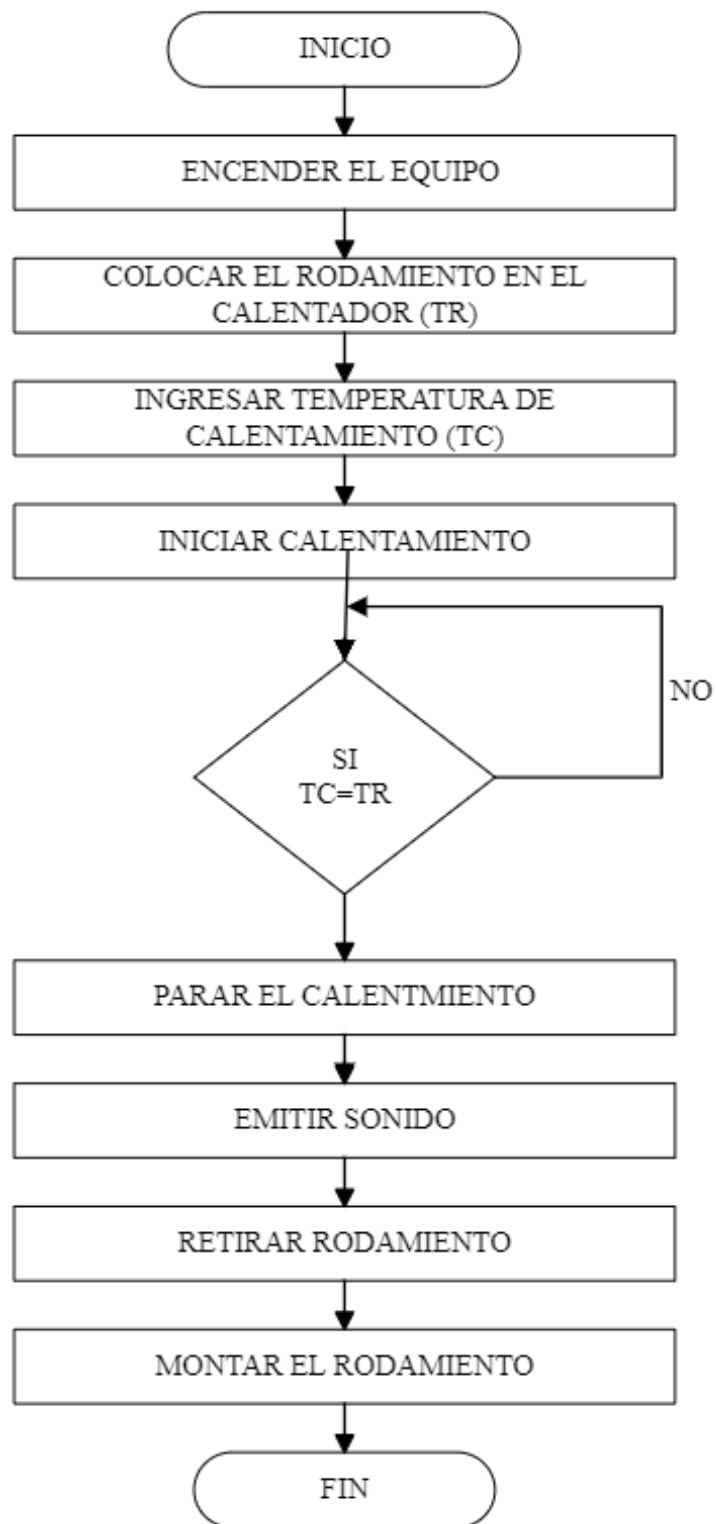 INICIO
ENCENDER EL EQUIPO
COLOCAR EL RODAMIENTO EN EL
CALENTADOR (TR)
INGRESAR TEMPERATURA DE
CALENTAMIENTO (TC)
INICIAR CALENTAMIENTO
NO
SI
TC=TR
PARAR EL CALENTMIENTO
EMITIR SONIDO
RETIRAR RODAMIENTO
MONTAR EL RODAMIENTO
FIN